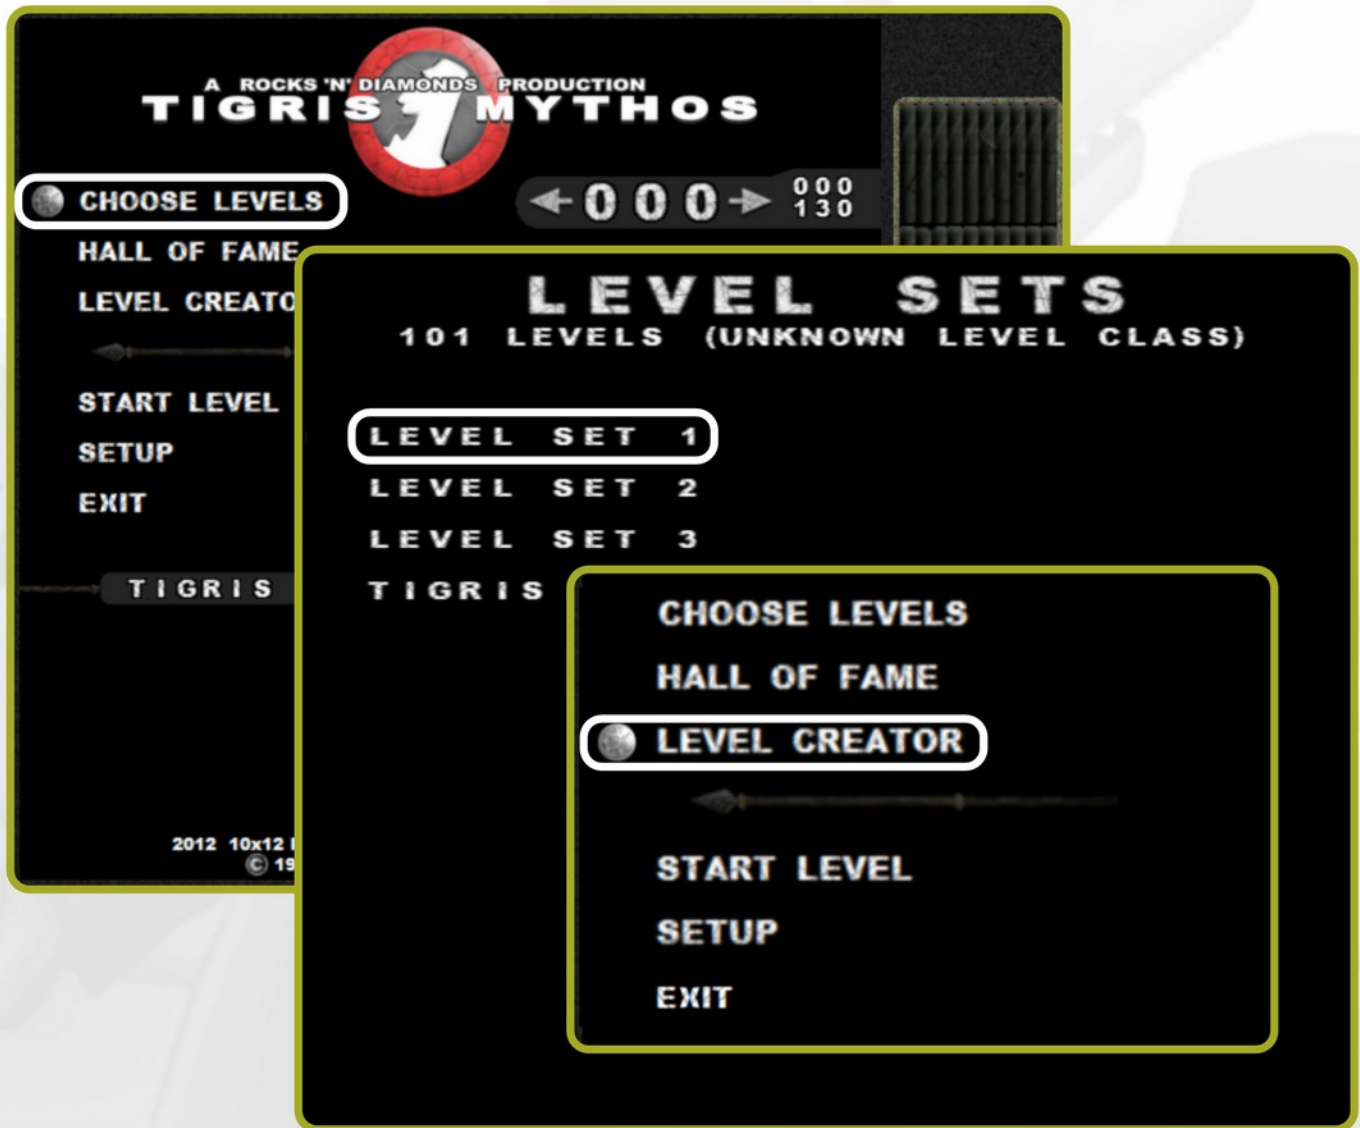 A ROCKS 'N' DIAMONDS PRODUCTION
TIGRIS MYTHOS
CHOOSE LEVELS
000
000
130
HALL OF FAME
LEVEL CREATO
START LEVEL
SETUP
EXIT
TIGRIS
2012 10x12
© 19
LEVEL SETS
101 LEVELS (UNKNOWN LEVEL CLASS)
LEVEL SET 1
LEVEL SET 2
LEVEL SET 3
TIGRIS
CHOOSE LEVELS
HALL OF FAME
LEVEL CREATOR
START LEVEL
SETUP
EXIT